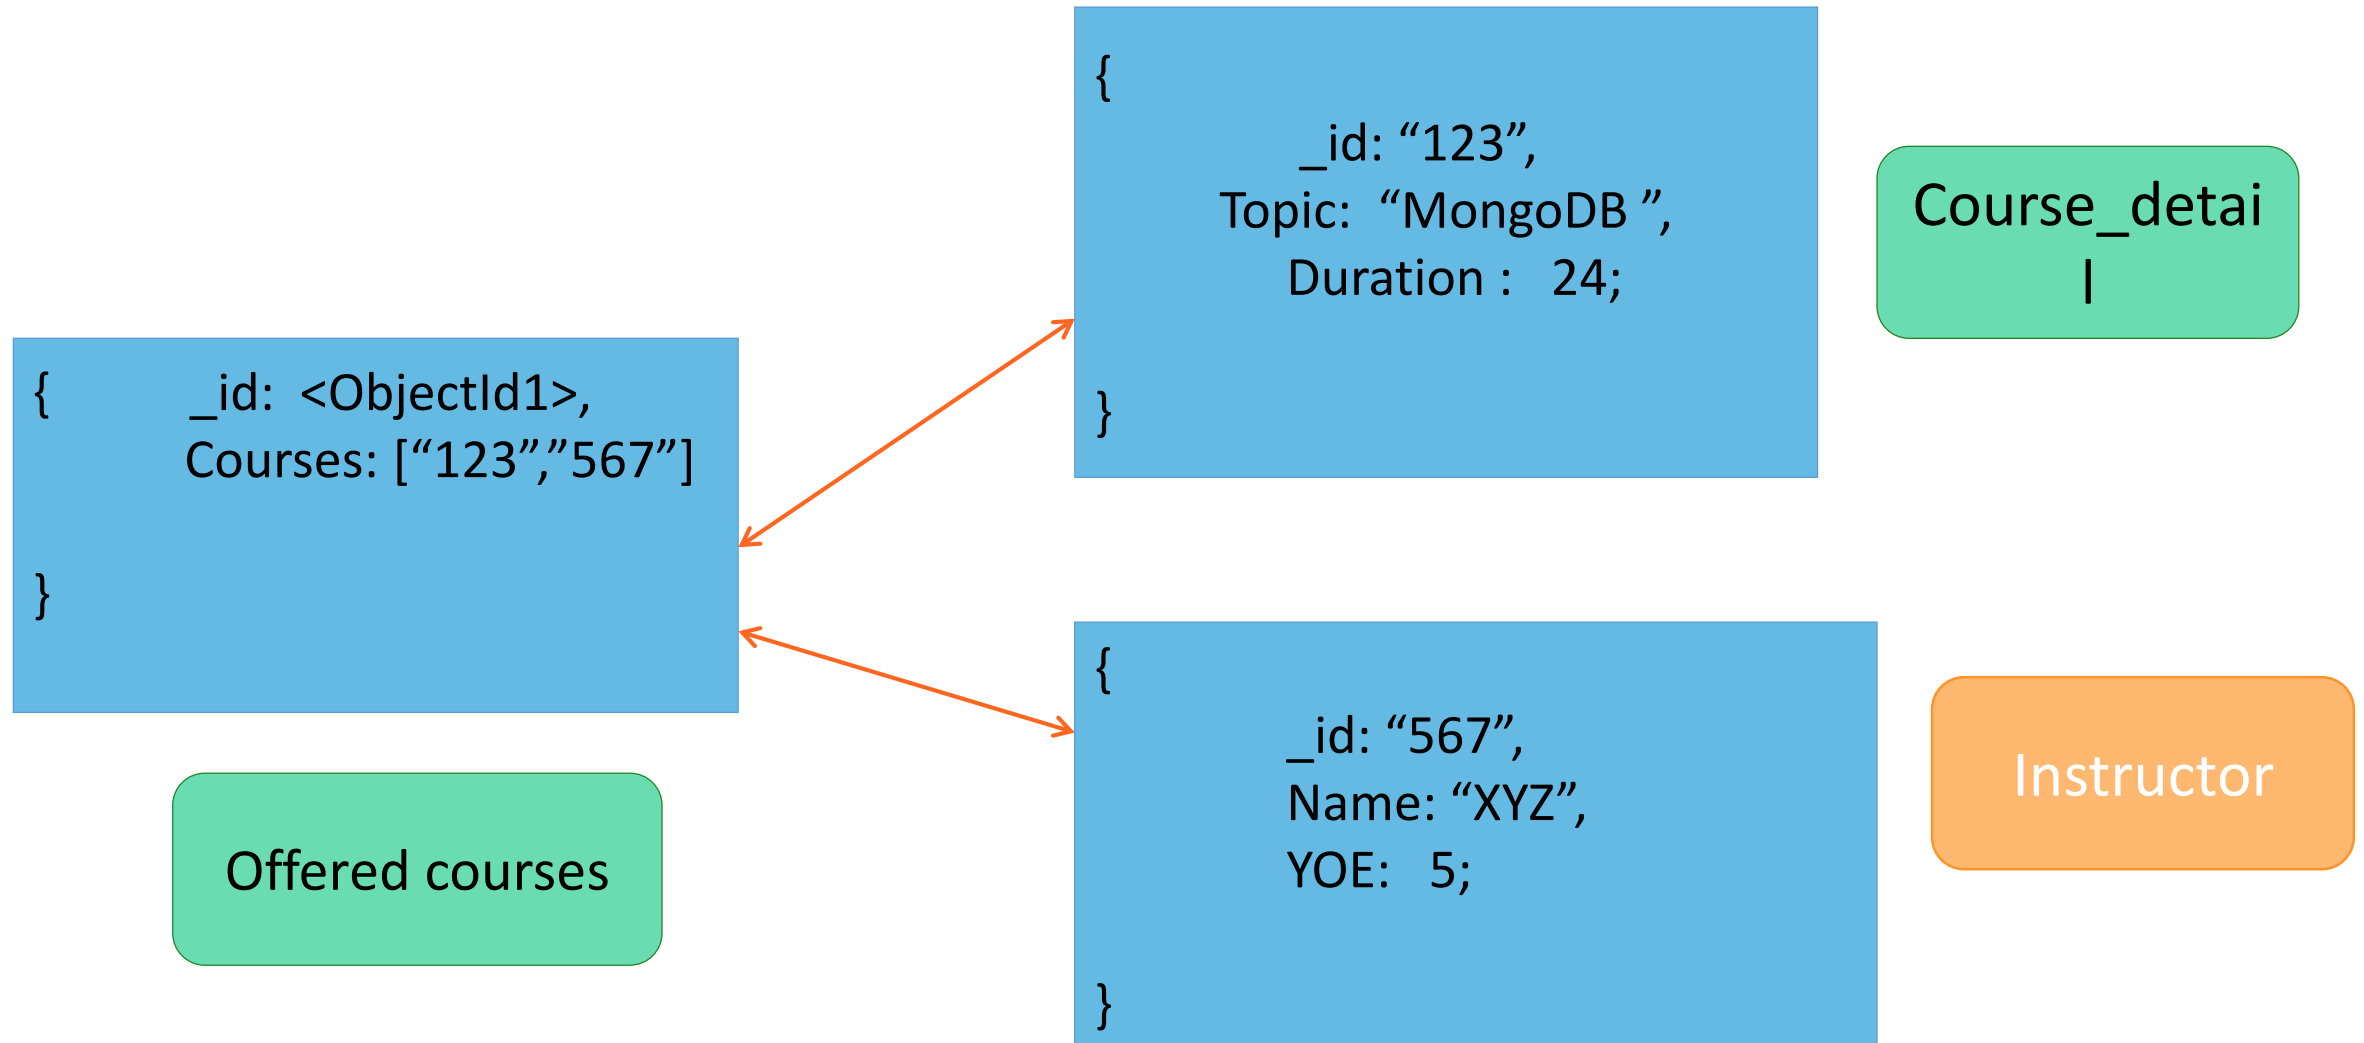 { _id: <ObjectId1>,
Courses: [“123”,”567”]
}
Offered courses
{
_id: “123”,
Topic: “MongoDB ”,
Duration : 24;
}
Course_detai
l
{
_id: “567”,
Name: “XYZ”,
YOE: 5;
}
Instructor